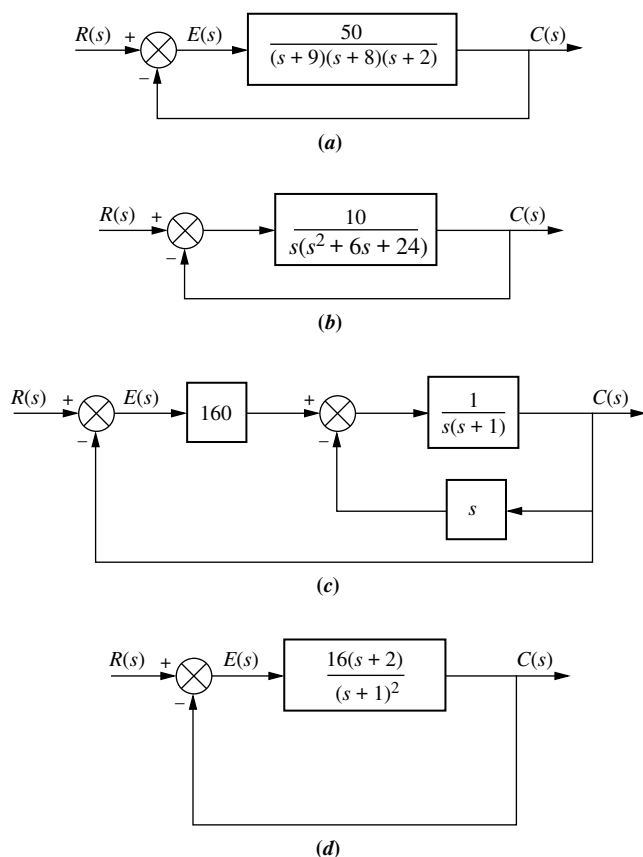 R(s) + E(s) 50 C(s)
(s + 9)(s + 8)(s + 2)
−
(a)
R(s) + 10 C(s)
s(s² + 6s + 24)
−
(b)
R(s) + E(s) 160 + 1 C(s)
s(s + 1)
− −
s
(c)
R(s) + E(s) 16(s + 2) C(s)
(s + 1)²
−
(d)